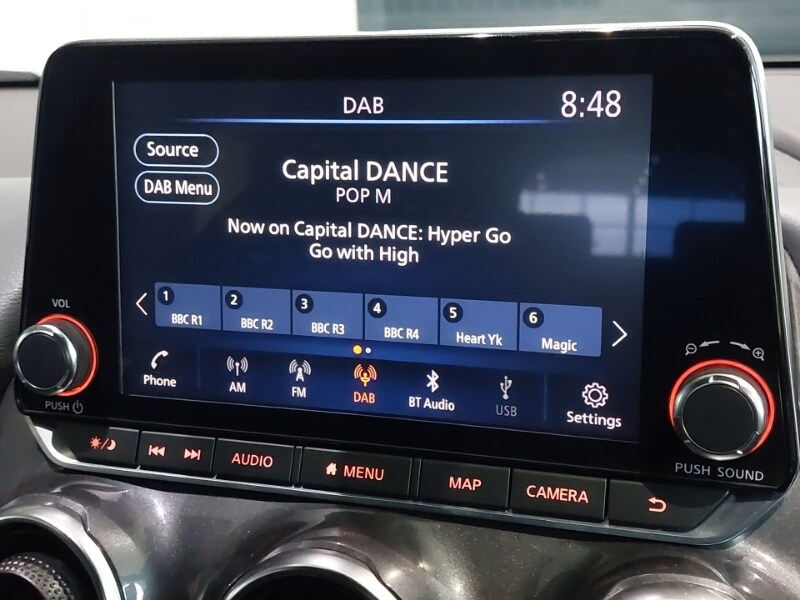 DAB
8:48
Source
DAB Menu
Capital DANCE
POP M
Now on Capital DANCE: Hyper Go
Go with High
1 BBC R1
2 BBC R2
3 BBC R3
4 BBC R4
5 Heart Yk
6 Magic
Phone
AM
FM
DAB
BT Audio
USB
Settings
VOL
PUSH
PUSH SOUND
AUDIO
MENU
MAP
CAMERA